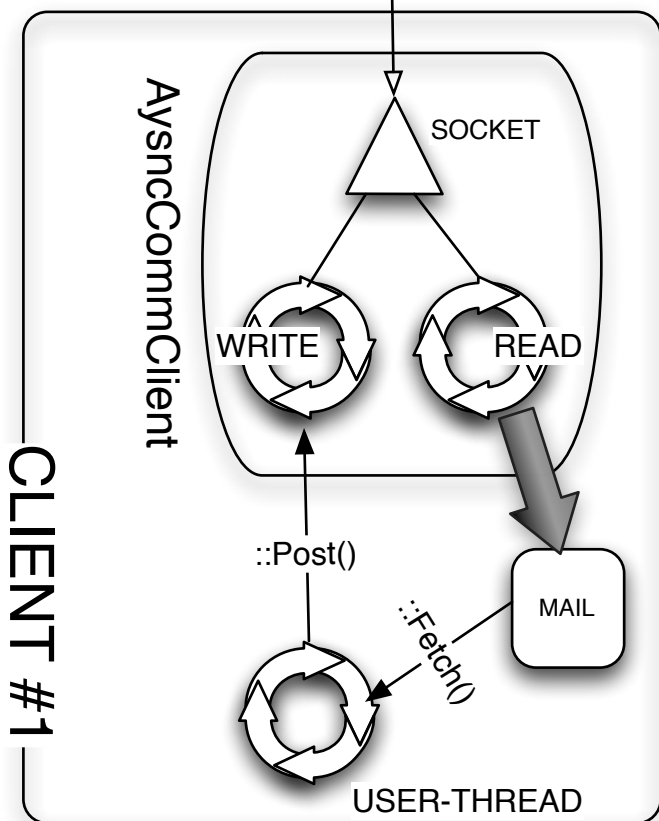 SOCKET
AysncCommClient
WRITE
READ
CLIENT #1
::Post()
::Fetch()
MAIL
USER-THREAD